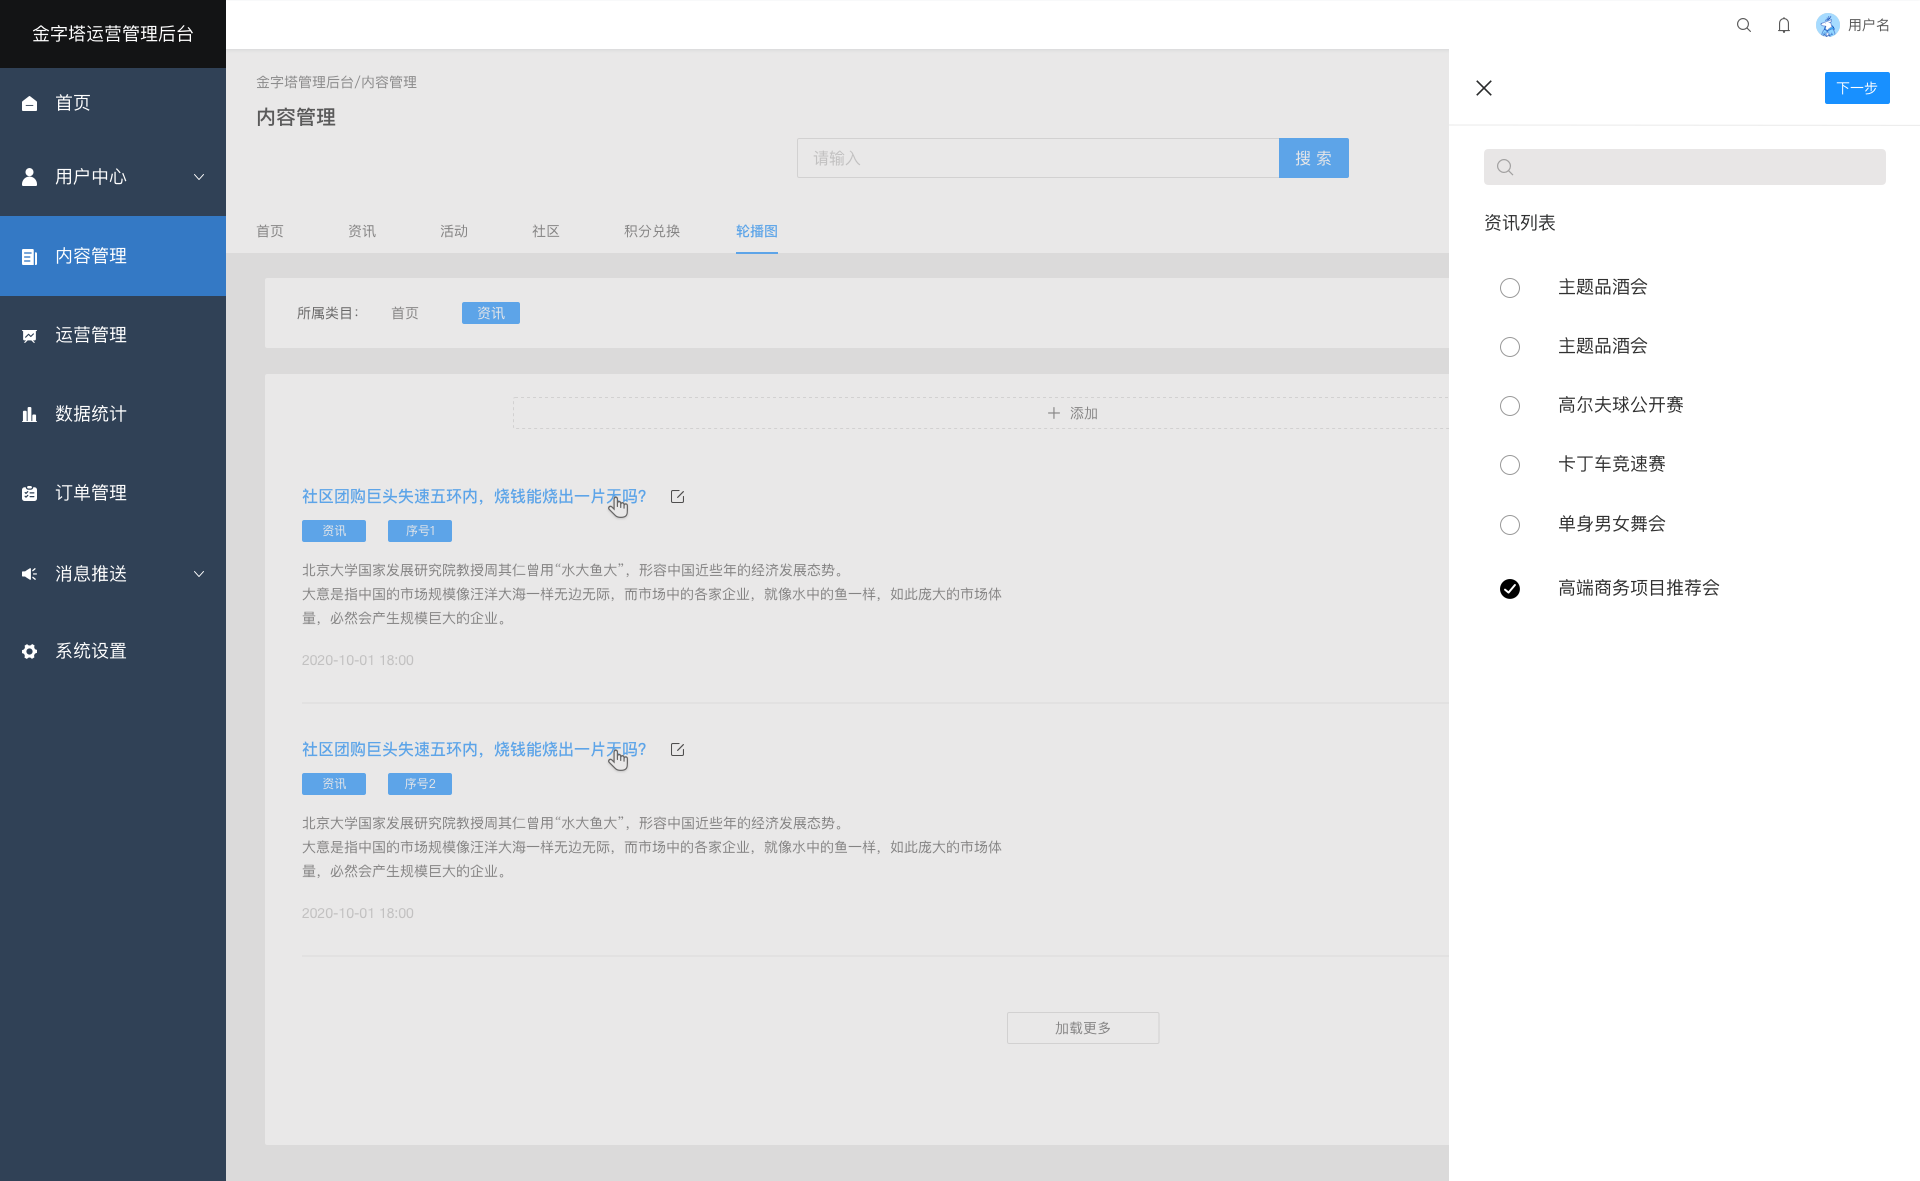 金字塔运营管理后台
首页
用户中心
内容管理
运营管理
数据统计
订单管理
消息推送
系统设置
用户名
金字塔管理后台/内容管理
内容管理
请输入
搜 索
首页
资讯
活动
社区
积分兑换
轮播图
所属类目：
首页
资讯
添加
社区团购巨头失速五环内，烧钱能烧出一片天吗？
资讯
序号1
北京大学国家发展研究院教授周其仁曾用“水大鱼大”，形容中国近些年的经济发展态势。
大意是指中国的市场规模像汪洋大海一样无边无际，而市场中的各家企业，就像水中的鱼一样，如此庞大的市场体
量，必然会产生规模巨大的企业。
2020-10-01 18:00
社区团购巨头失速五环内，烧钱能烧出一片天吗？
资讯
序号2
北京大学国家发展研究院教授周其仁曾用“水大鱼大”，形容中国近些年的经济发展态势。
大意是指中国的市场规模像汪洋大海一样无边无际，而市场中的各家企业，就像水中的鱼一样，如此庞大的市场体
量，必然会产生规模巨大的企业。
2020-10-01 18:00
加载更多
下一步
资讯列表
主题品酒会
主题品酒会
高尔夫球公开赛
卡丁车竞速赛
单身男女舞会
高端商务项目推荐会